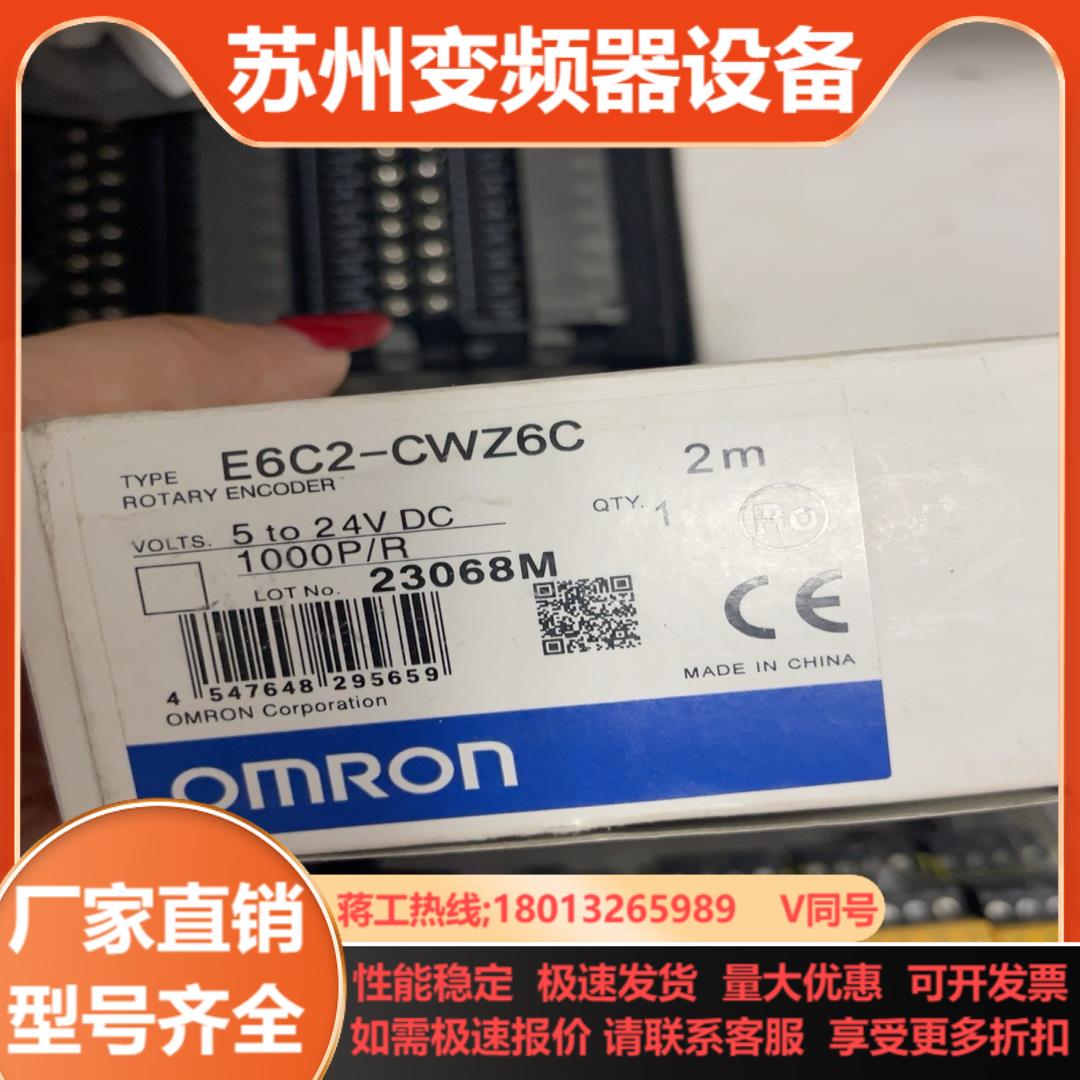 苏州变频器设备
TYPE E6C2-CWZ6C 2m
ROTARY ENCODER
QTY. 1
VOLTS. 5 to 24V DC
1000P/R
LOT No. 23068M
CE
4 547648 295659
MADE IN CHINA
OMRON Corporation
OMRON
厂家直销
型号齐全
蒋工热线;18013265989 V同号
性能稳定 极速发货 量大优惠 可开发票
如需极速报价 请联系客服 享受更多折扣